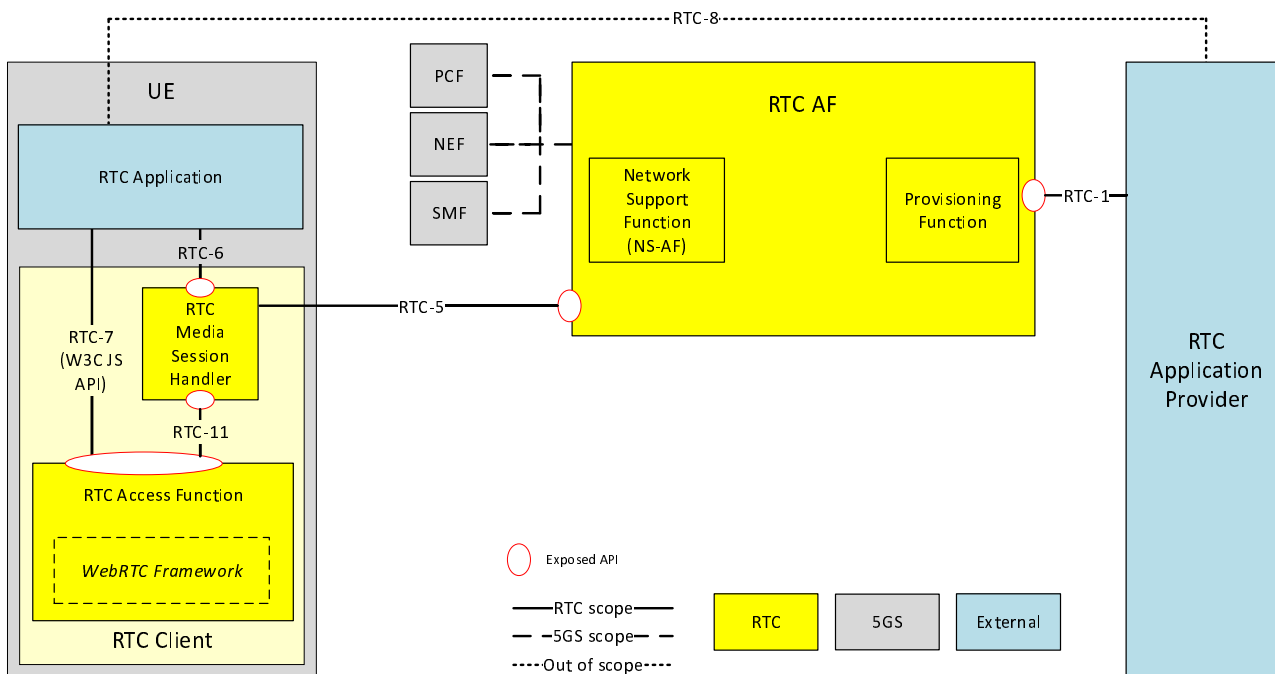 RTC-8
UE
RTC Application
PCF
NEF
SMF
RTC AF
Network
Support
Function
(NS-AF)
Provisioning
Function
RTC-1
RTC-6
RTC
Media
Session
Handler
RTC-5
RTC-7
(W3C JS
API)
RTC-11
RTC Access Function
WebRTC Framework
RTC Client
RTC
Application
Provider
Exposed API
RTC scope
5GS scope
Out of scope
RTC
5GS
External